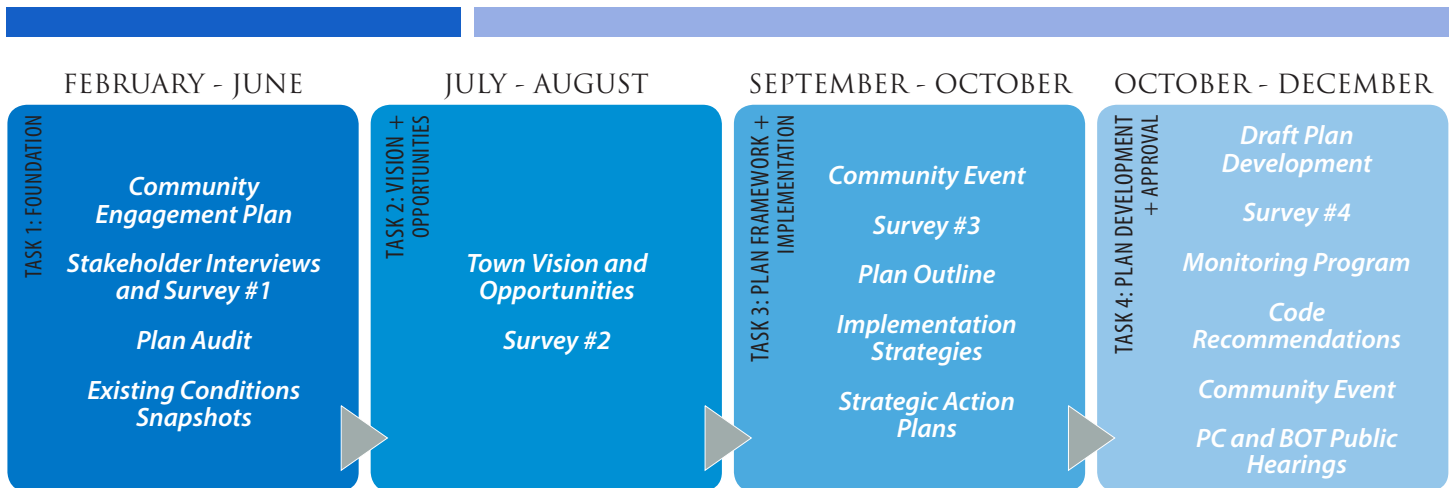 FEBRUARY - JUNE
TASK 1: FOUNDATION
Community
Engagement Plan
Stakeholder Interviews
and Survey #1
Plan Audit
Existing Conditions
Snapshots
JULY - AUGUST
TASK 2: VISION +
OPPORTUNITIES
Town Vision and
Opportunities
Survey #2
SEPTEMBER - OCTOBER
TASK 3: PLAN FRAMEWORK +
IMPLEMENTATION
Community Event
Survey #3
Plan Outline
Implementation
Strategies
Strategic Action
Plans
OCTOBER - DECEMBER
TASK 4: PLAN DEVELOPMENT
+ APPROVAL
Draft Plan
Development
Survey #4
Monitoring Program
Code
Recommendations
Community Event
PC and BOT Public
Hearings